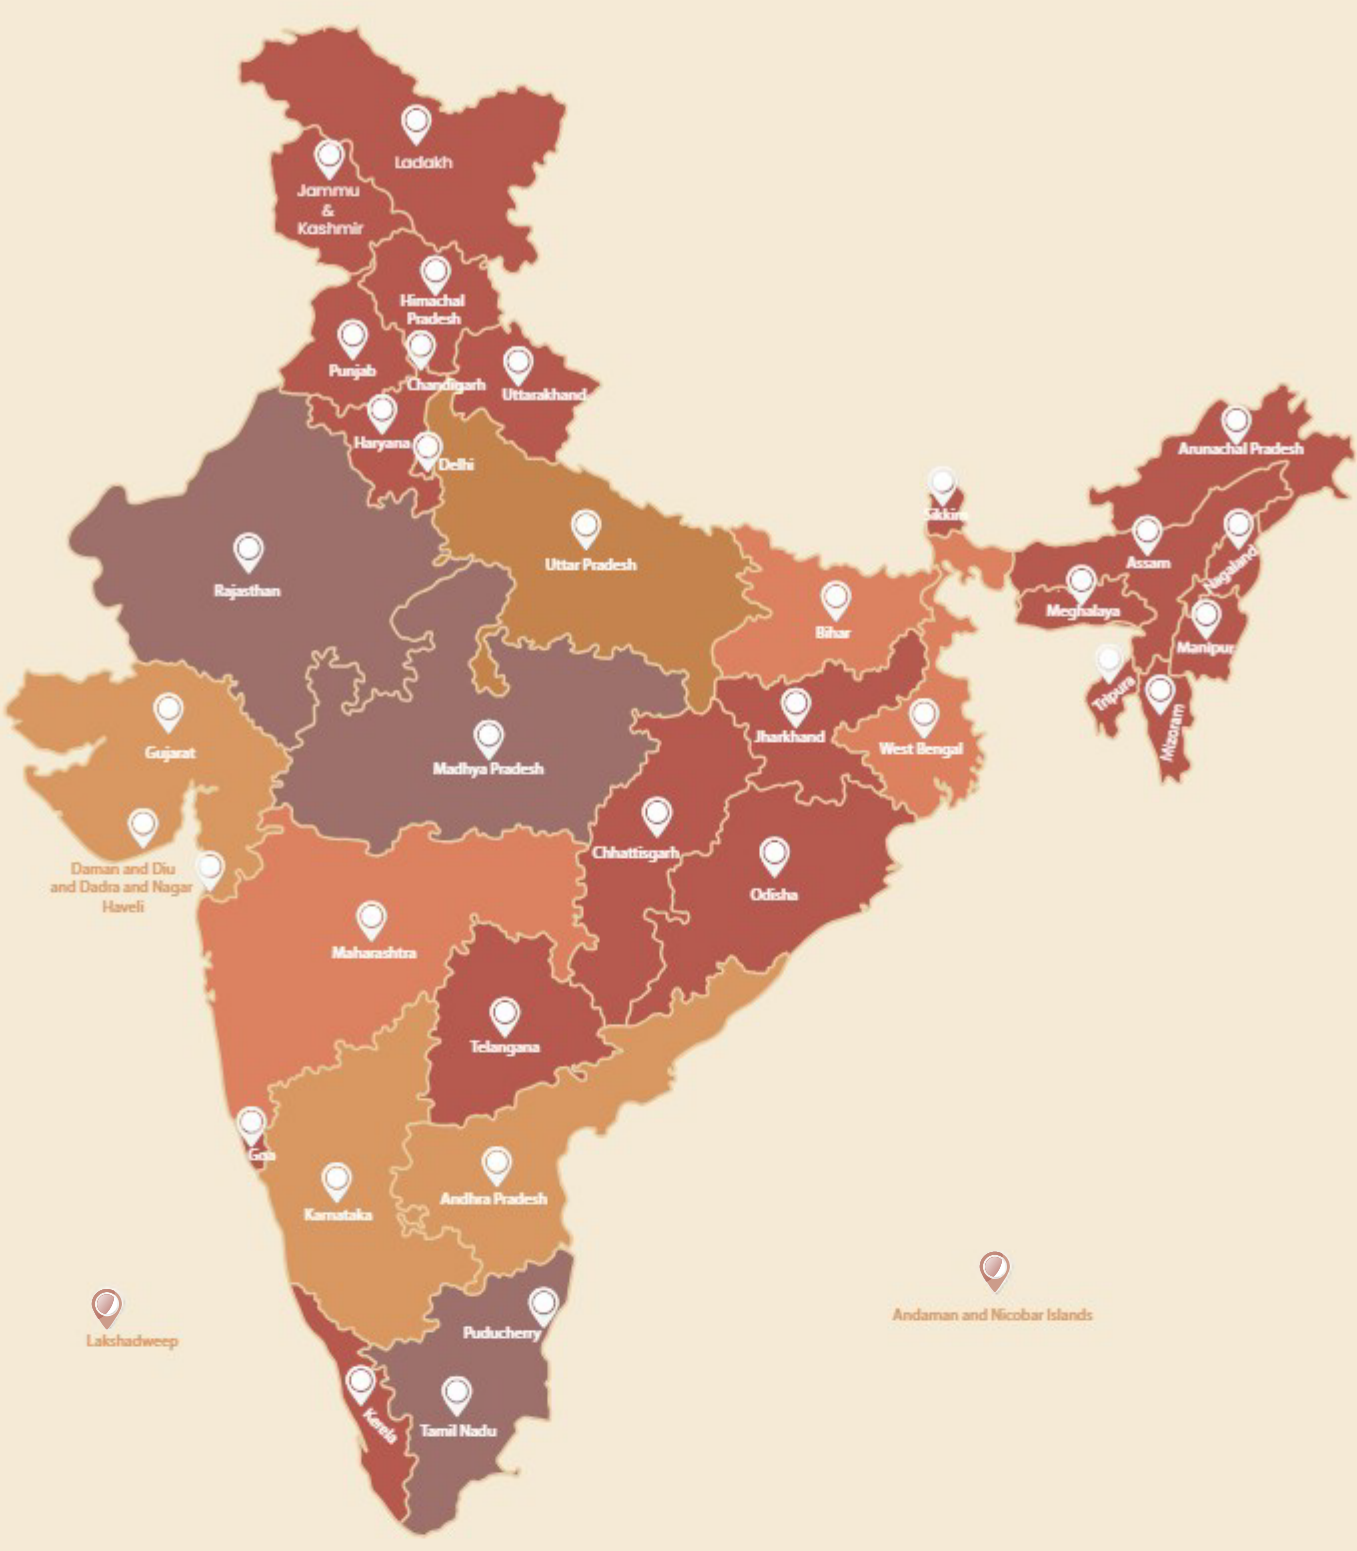 Ladakh
Jammu
&
Kashmir
Himachal
Pradesh
Punjab
Chandigarh
Uttarakhand
Haryana
Delhi
Arunachal Pradesh
Sikkim
Assam
Nagaland
Uttar Pradesh
Rajasthan
Meghalaya
Bihar
Manipur
Tripura
Mizoram
Jharkhand
West Bengal
Gujarat
Madhya Pradesh
Chhattisgarh
Daman and Diu
and Dadra and Nagar
Haveli
Odisha
Maharashtra
Telangana
Goa
Andhra Pradesh
Karnataka
Andaman and Nicobar Islands
Lakshadweep
Puducherry
Kerela
Tamil Nadu